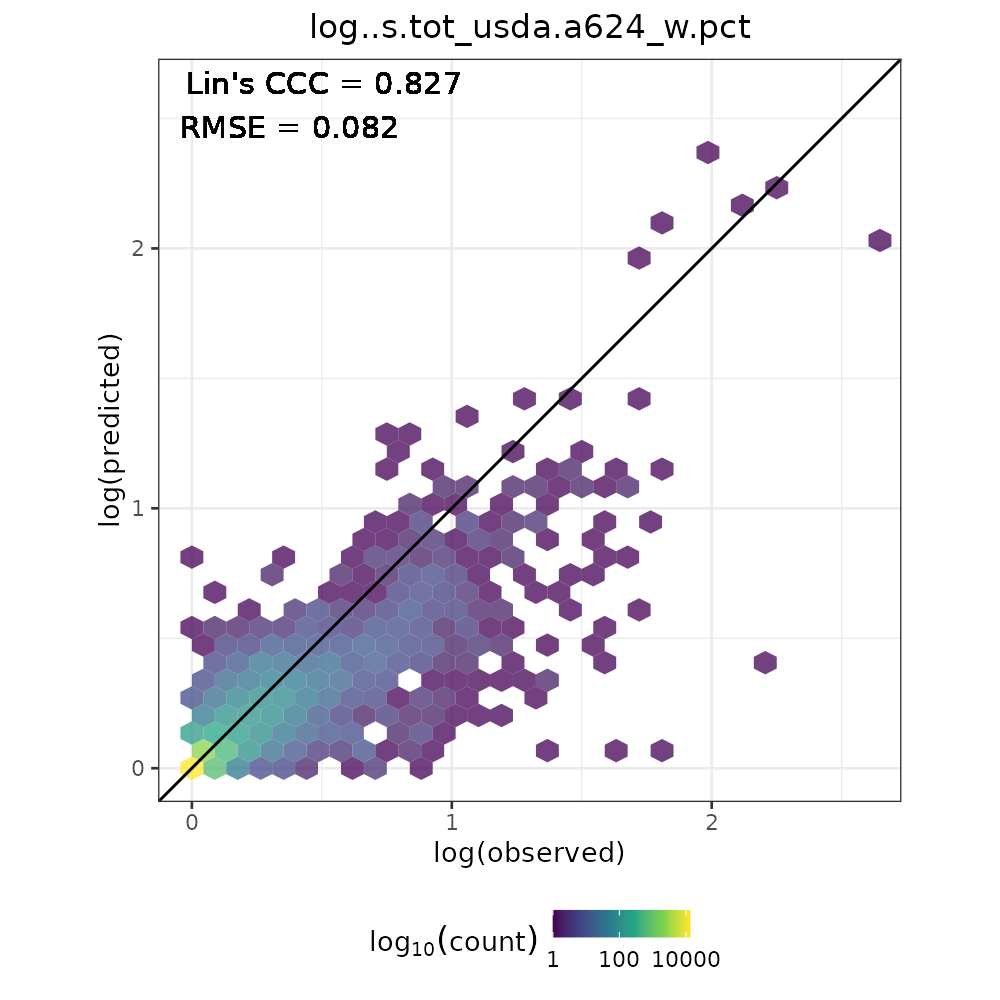 log..s.tot_usda.a624_w.pct
Lin's CCC = 0.827
RMSE = 0.082
2
1
0
log(predicted)
0 1 2
log(observed)
log₁₀(count)
1 100 10000